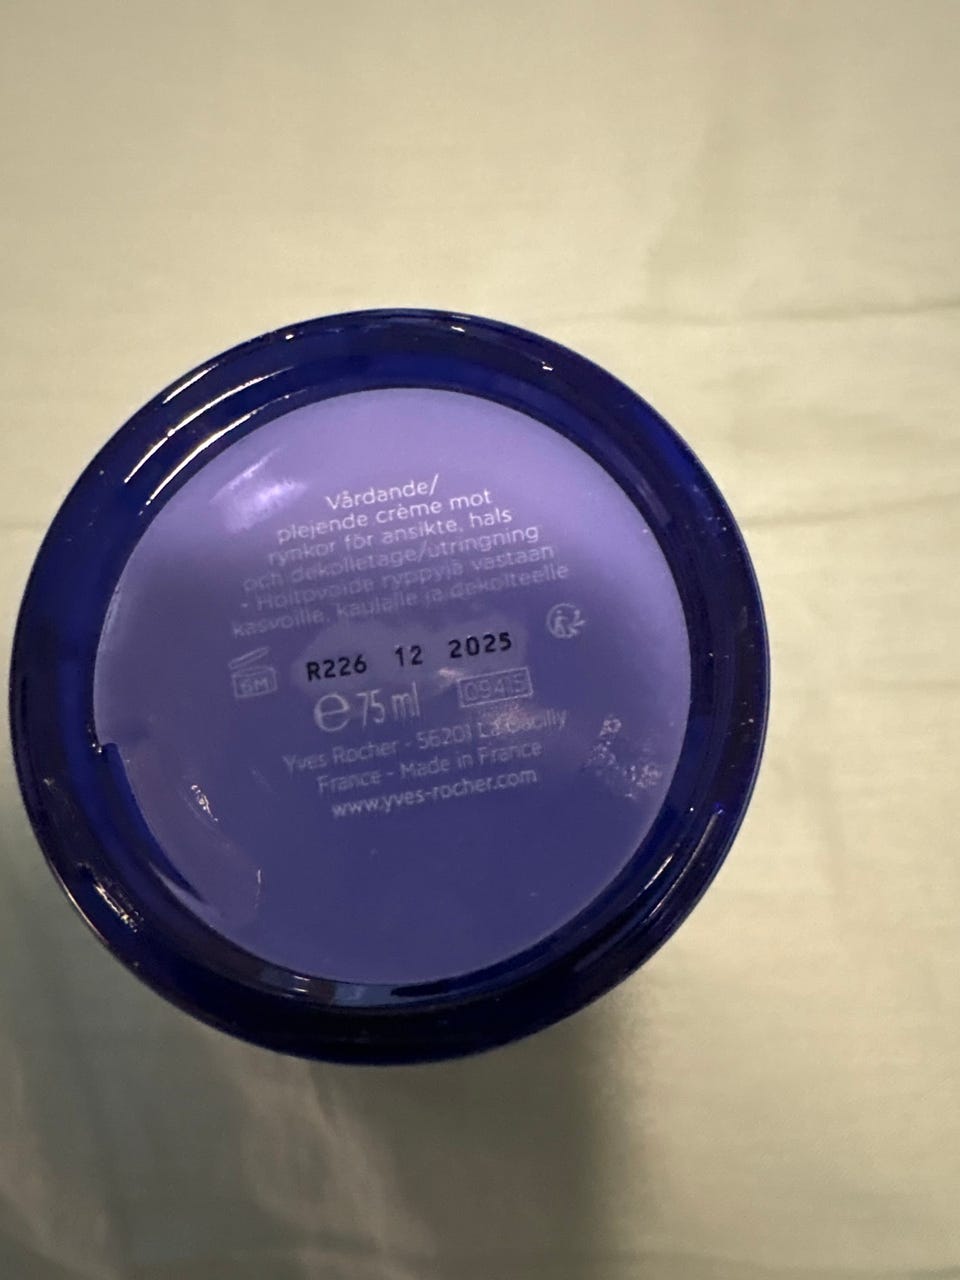 Vårdande/
plejende crème mot
rynkor för ansikte, hals
och dekolletage/utringning
- Hoitovoide ryppyjä vastaan
kasvoille, kaulalle ja dekolteelle
6M
R226 12 2025
e 75 ml
09415
Yves Rocher - 56201 La Gacilly
France - Made in France
www.yves-rocher.com